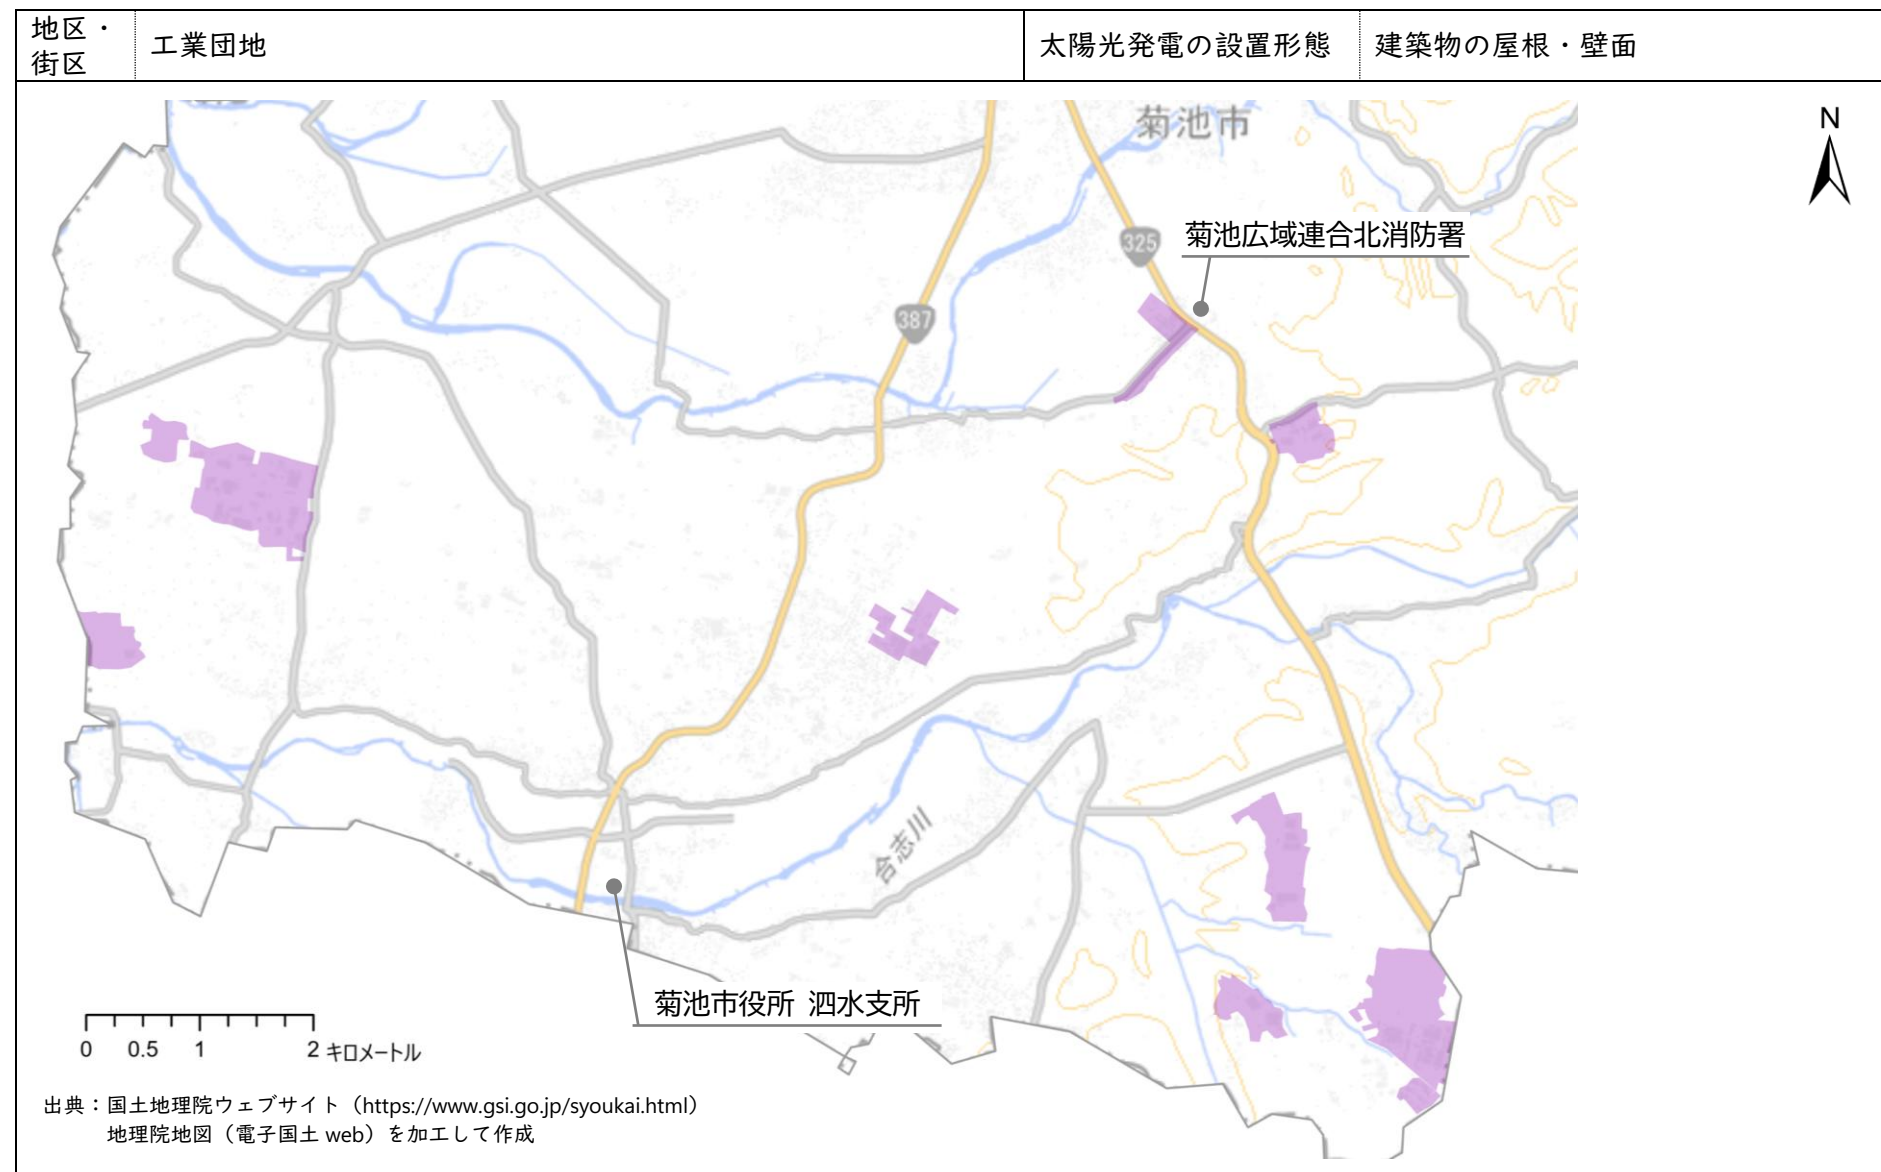 地区・
街区
工業団地
太陽光発電の設置形態
建築物の屋根・壁面
菊池市
N
菊池広域連合北消防署
325
387
合志川
菊池市役所 泗水支所
0 0.5 1 2 キロメートル
出典：国土地理院ウェブサイト（https://www.gsi.go.jp/syoukai.html）
地理院地図（電子国土 web）を加工して作成